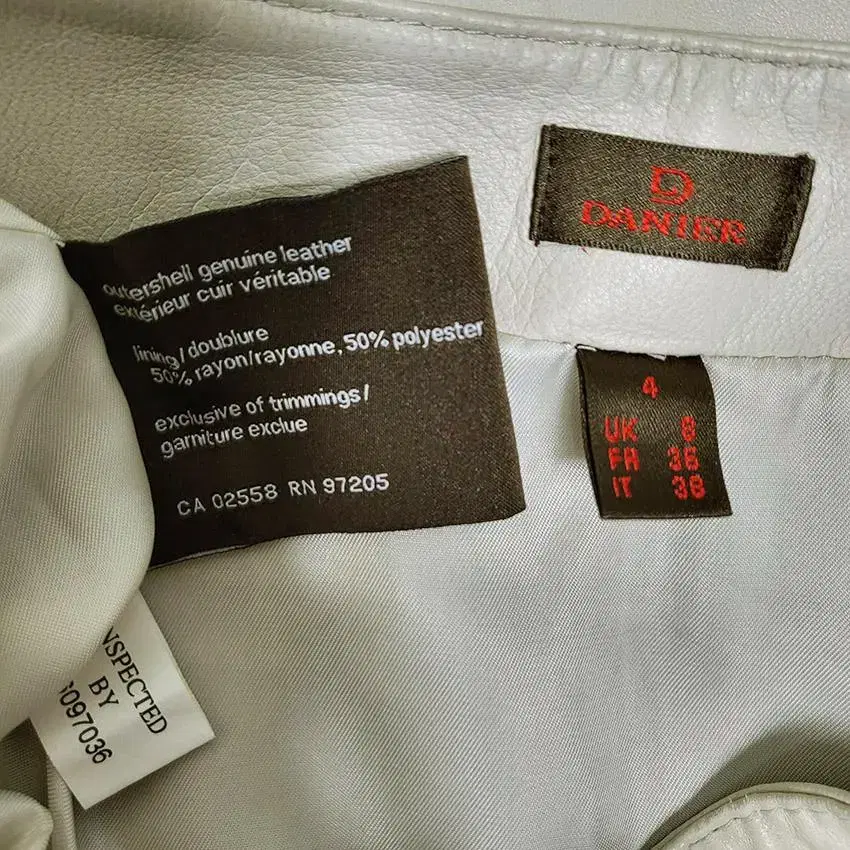 outershell genuine leather
extérieur cuir véritable
lining/doublure
50% rayon/rayonne, 50% polyester
exclusive of trimmings/
garniture exclue
CA 02558 RN 97205
D
DANIER
4
UK 8
FR 36
IT 38
INSPECTED
BY
6097036